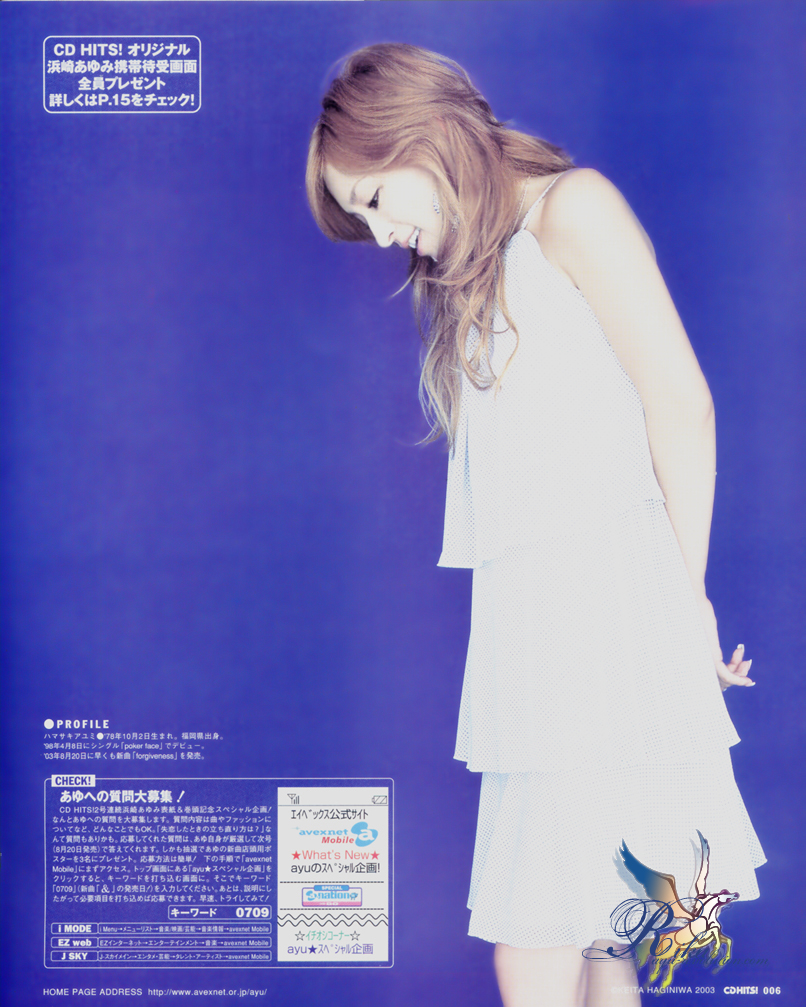 CD HITS! オリジナル
浜崎あゆみ携帯待受画面
全員プレゼント
詳しくはP.15をチェック!
●PROFILE
ハマサキアユミ●'78年10月2日生まれ。福岡県出身。
'98年4月8日にシングル「poker face」でデビュー。
'03年8月20日に早くも新曲「forgiveness」を発売。
CHECK!
あゆへの質問大募集!
CD HITS!2号連続浜崎あゆみ表紙&巻頭記念スペシャル企画!
なんとあゆへの質問を大募集します。質問内容は曲やファッションに
ついてなど、どんなことでもOK。「失恋したときの立ち直り方は?」な
んて質問もありかも。応募してくれた質問は、あゆ自身が厳選して次号
(8月20日発売)で答えてくれます。しかも抽選であゆの新曲店頭用ポ
スターを3名にプレゼント。応募方法は簡単! 下の手順で「avexnet
Mobile」にまずアクセス。トップ画面にある「ayu★スペシャル企画」を
クリックすると、キーワードを打ち込む画面に。そこでキーワード
「0709」(新曲「&」の発売日!)を入力してください。あとは、説明にし
たがって必要項目を打ち込めば応募できます。早速、トライしてみて!
キーワード 0709
i MODE i Menu→メニューリスト→音楽/映画/芸能→音楽情報→avexnet Mobile
EZ web EZインターネット→エンターテインメント→音楽→avexnet Mobile
J SKY J-スカイメイン→エンタメ・芸能→タレント・アーティスト→avexnet Mobile
エイベックス公式サイト
avexnet
Mobile a
★What's New★
ayuのスペシャル企画!
SPECIAL
a-nation
☆イチオシコーナー☆
ayu★スペシャル企画
HOME PAGE ADDRESS http://www.avexnet.or.jp/ayu/
KEITA HAGINIWA 2003 CDHITS! 006